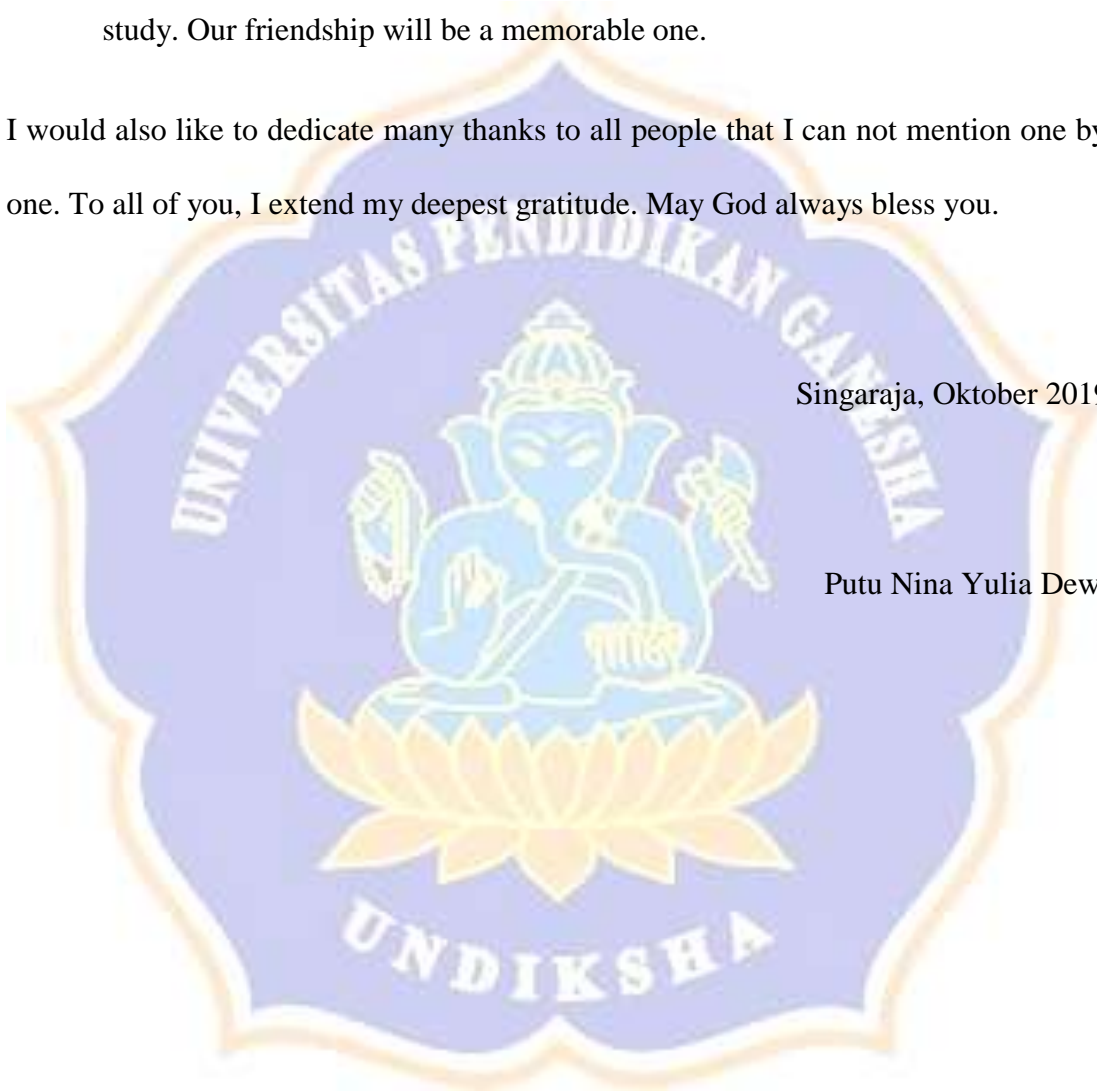 study. Our friendship will be a memorable one.
I would also like to dedicate many thanks to all people that I can not mention one by
one. To all of you, I extend my deepest gratitude. May God always bless you.
UNIVERSITAS PENDIDIKAN GANESHA
Singaraja, Oktober 2019
Putu Nina Yulia Dew
UNDIKSHA